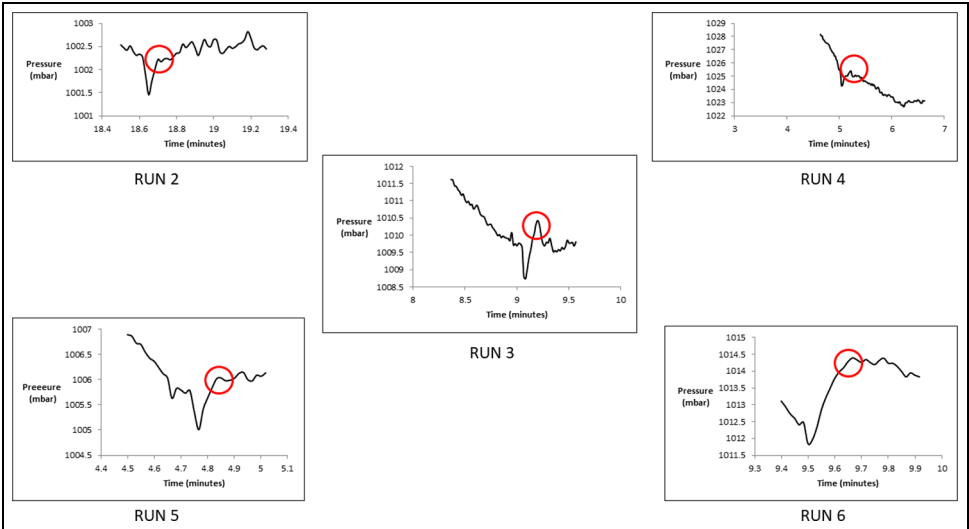 1003
1002.5
1002
1001.5
1001
Pressure
(mbar)
18.4 18.6 18.8 19 19.2 19.4
Time (minutes)
RUN 2
1029
1028
1027
1026
1025
1024
1023
1022
Pressure
(mbar)
3 4 5 6 7
Time (minutes)
RUN 4
1012
1011.5
1011
1010.5
1010
1009.5
1009
1008.5
Pressure
(mbar)
8 8.5 9 9.5 10
Time (minutes)
RUN 3
1007
1006.5
1006
1005.5
1005
1004.5
Preeeure
(mbar)
4.4 4.5 4.6 4.7 4.8 4.9 5 5.1
Time (minutes)
RUN 5
1015
1014.5
1014
1013.5
1013
1012.5
1012
1011.5
Pressure
(mbar)
9.3 9.4 9.5 9.6 9.7 9.8 9.9 10
Time (minutes)
RUN 6